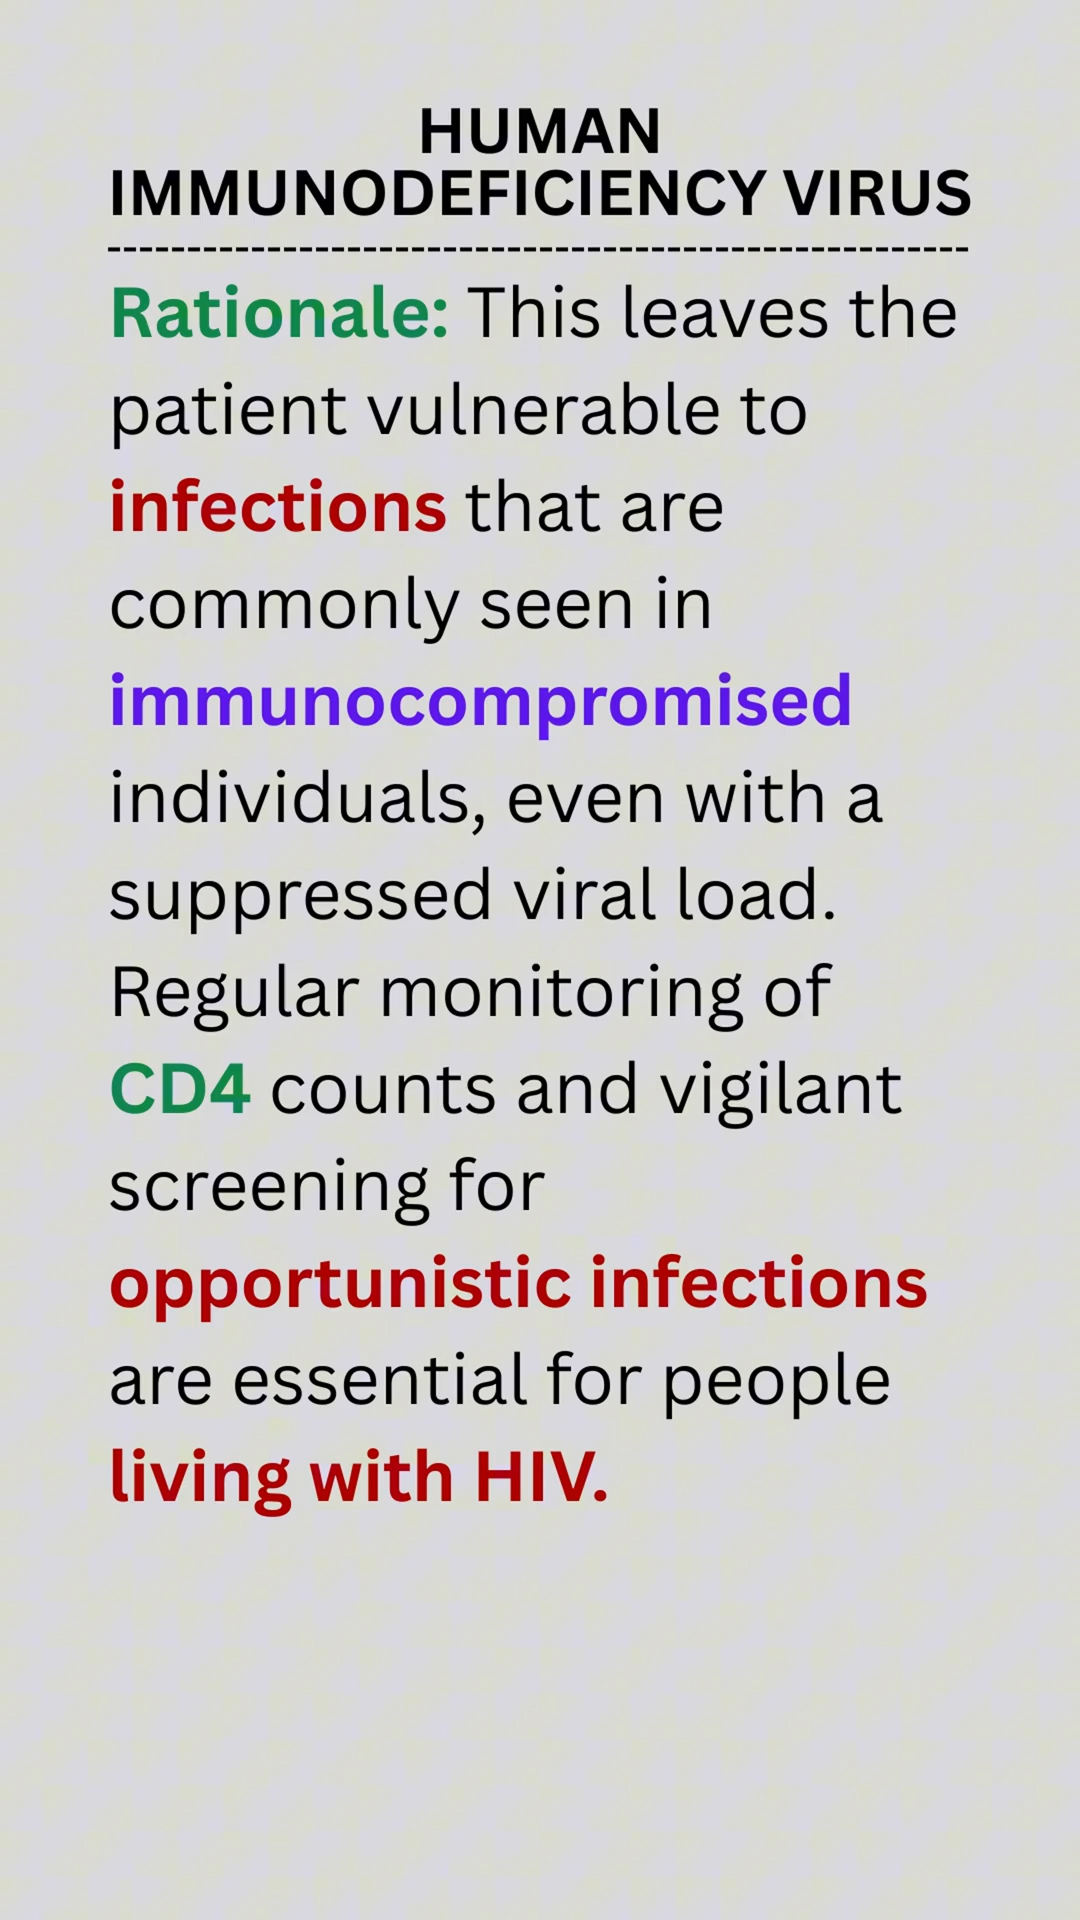 HUMAN
IMMUNODEFICIENCY VIRUS
------------------------------------------------------
Rationale: This leaves the
patient vulnerable to
infections that are
commonly seen in
immunocompromised
individuals, even with a
suppressed viral load.
Regular monitoring of
CD4 counts and vigilant
screening for
opportunistic infections
are essential for people
living with HIV.